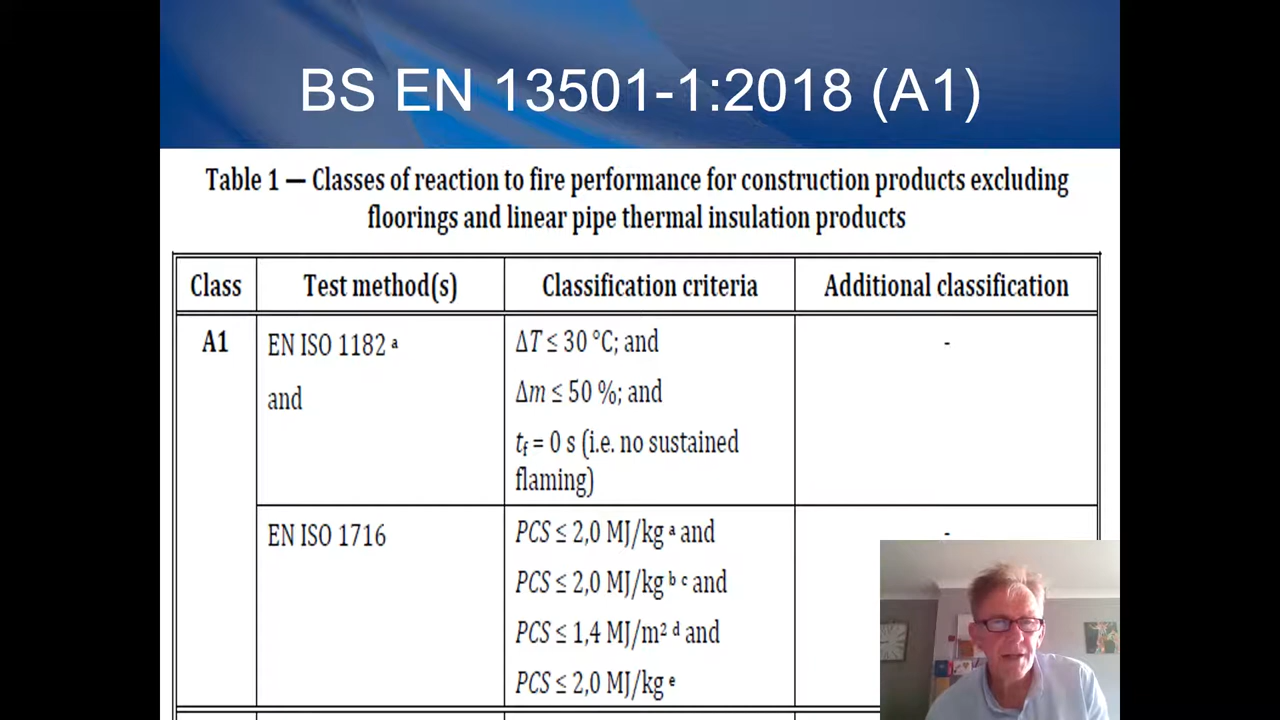 BS EN 13501-1:2018 (A1)
Table 1 — Classes of reaction to fire performance for construction products excluding
floorings and linear pipe thermal insulation products
Class
Test method(s)
Classification criteria
Additional classification
A1
EN ISO 1182 a
and
ΔT ≤ 30 °C; and
Δm ≤ 50 %; and
tf = 0 s (i.e. no sustained
flaming)
-
EN ISO 1716
PCS ≤ 2,0 MJ/kg a and
PCS ≤ 2,0 MJ/kg b c and
PCS ≤ 1,4 MJ/m² d and
PCS ≤ 2,0 MJ/kg e
-